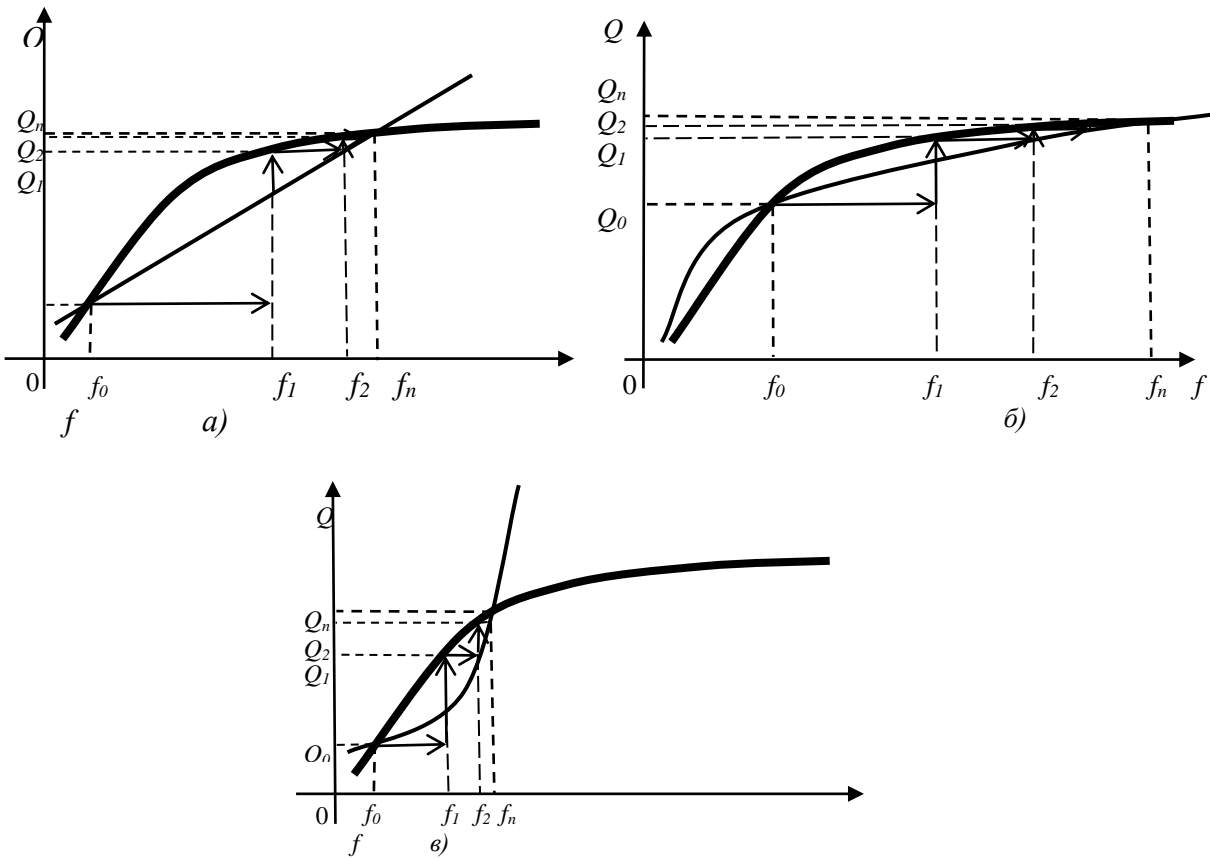 Q
Qn
Q2
Q1
0 f0 f1 f2 fn
f а)
Q
Qn
Q2
Q1
Q0
0 f0 f1 f2 fn f
б)
Q
Qn
Q2
Q1
Q0
0 f0 f1 f2 fn
f в)